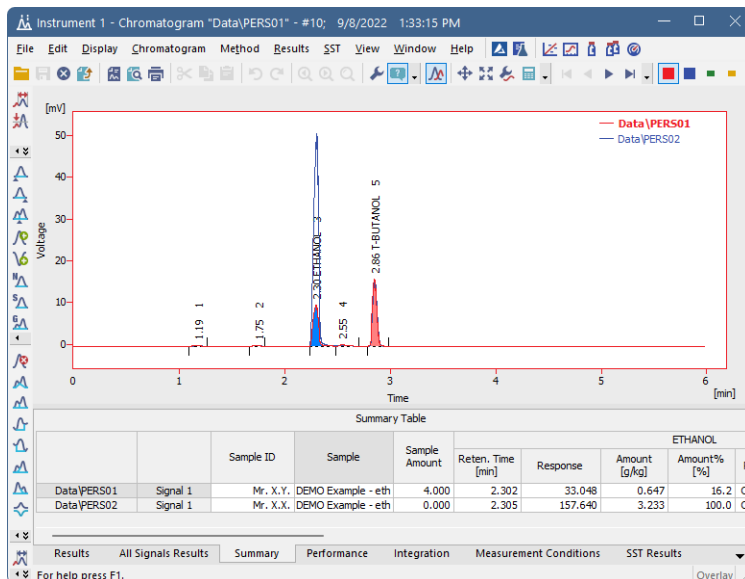 Instrument 1 - Chromatogram "Data\PERS01" - #10; 9/8/2022 1:33:15 PM
File Edit Display Chromatogram Method Results SST View Window Help
[mV]
50
40
30
20
10
0
Voltage
Data\PERS01
Data\PERS02
1.19 1
1.75 2
2.30 ETHANOL 3
2.55 4
2.86 T-BUTANOL 5
0 1 2 3 4 5 6
Time [min]
Summary Table
Sample ID Sample Sample Amount ETHANOL
Reten. Time [min] Response Amount [g/kg] Amount% [%]
Data\PERS01 Signal 1 Mr. X.Y. DEMO Example - eth 4.000 2.302 33.048 0.647 16.2
Data\PERS02 Signal 1 Mr. X.X. DEMO Example - eth 0.000 2.305 157.640 3.233 100.0
Results All Signals Results Summary Performance Integration Measurement Conditions SST Results
For help press F1. Overlay